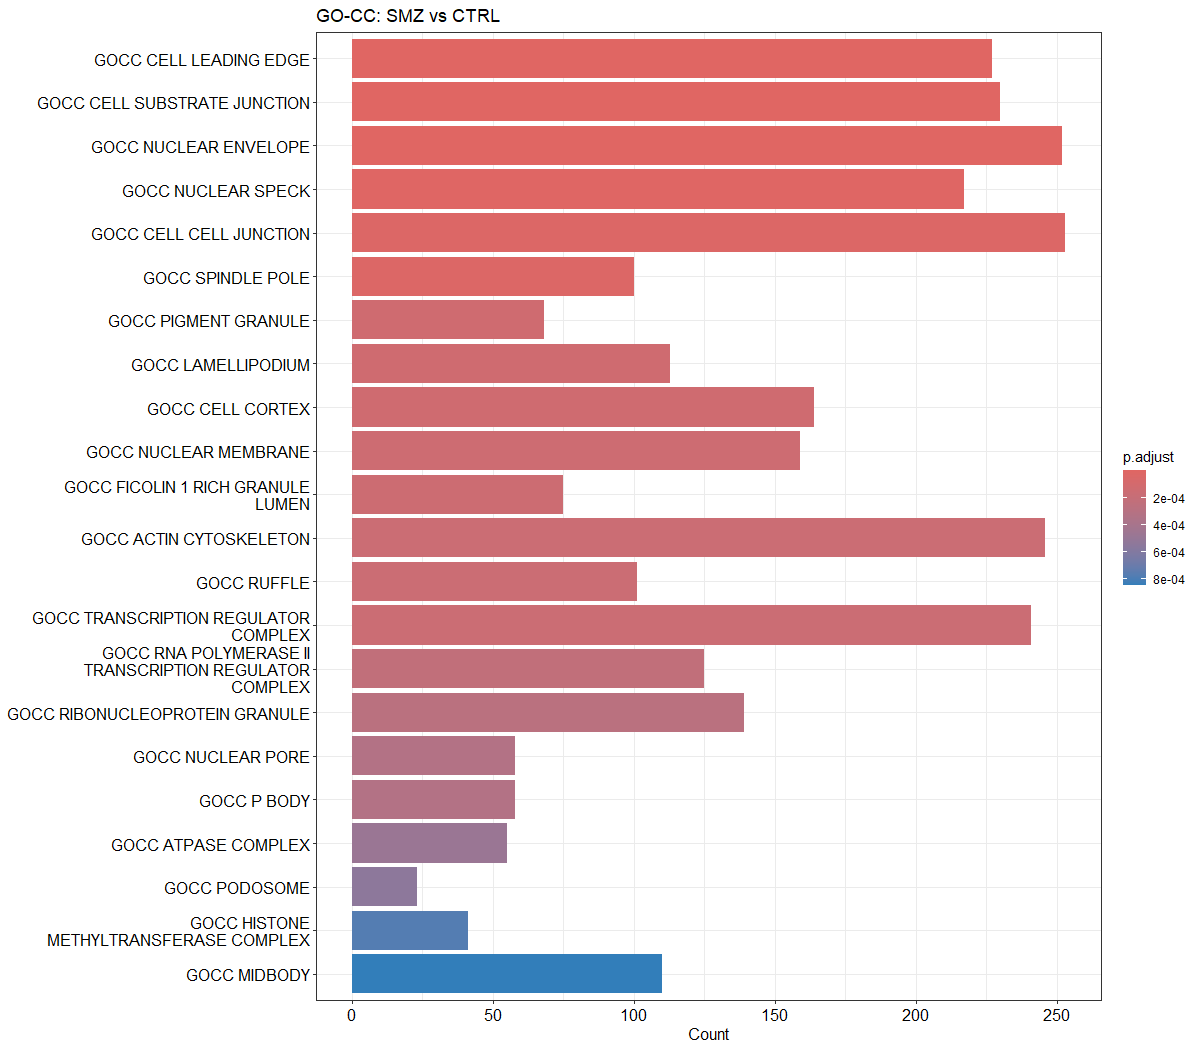 GO-CC: SMZ vs CTRL
GOCC CELL LEADING EDGE
GOCC CELL SUBSTRATE JUNCTION
GOCC NUCLEAR ENVELOPE
GOCC NUCLEAR SPECK
GOCC CELL CELL JUNCTION
GOCC SPINDLE POLE
GOCC PIGMENT GRANULE
GOCC LAMELLIPODIUM
GOCC CELL CORTEX
GOCC NUCLEAR MEMBRANE
GOCC FICOLIN 1 RICH GRANULE
LUMEN
GOCC ACTIN CYTOSKELETON
GOCC RUFFLE
GOCC TRANSCRIPTION REGULATOR
COMPLEX
GOCC RNA POLYMERASE II
TRANSCRIPTION REGULATOR
COMPLEX
GOCC RIBONUCLEOPROTEIN GRANULE
GOCC NUCLEAR PORE
GOCC P BODY
GOCC ATPASE COMPLEX
GOCC PODOSOME
GOCC HISTONE
METHYLTRANSFERASE COMPLEX
GOCC MIDBODY
0 50 100 150 200 250
Count
p.adjust
2e-04
4e-04
6e-04
8e-04